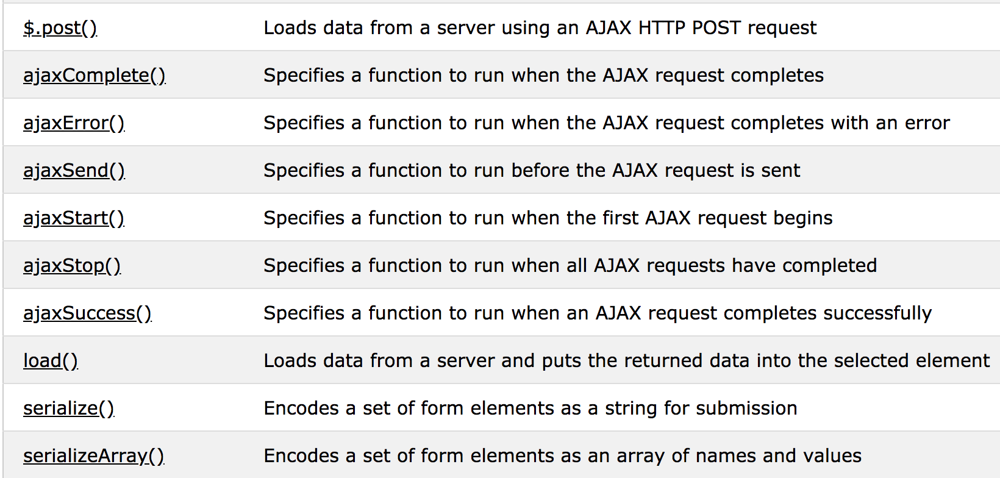 $.post() Loads data from a server using an AJAX HTTP POST request
ajaxComplete() Specifies a function to run when the AJAX request completes
ajaxError() Specifies a function to run when the AJAX request completes with an error
ajaxSend() Specifies a function to run before the AJAX request is sent
ajaxStart() Specifies a function to run when the first AJAX request begins
ajaxStop() Specifies a function to run when all AJAX requests have completed
ajaxSuccess() Specifies a function to run when an AJAX request completes successfully
load() Loads data from a server and puts the returned data into the selected element
serialize() Encodes a set of form elements as a string for submission
serializeArray() Encodes a set of form elements as an array of names and values